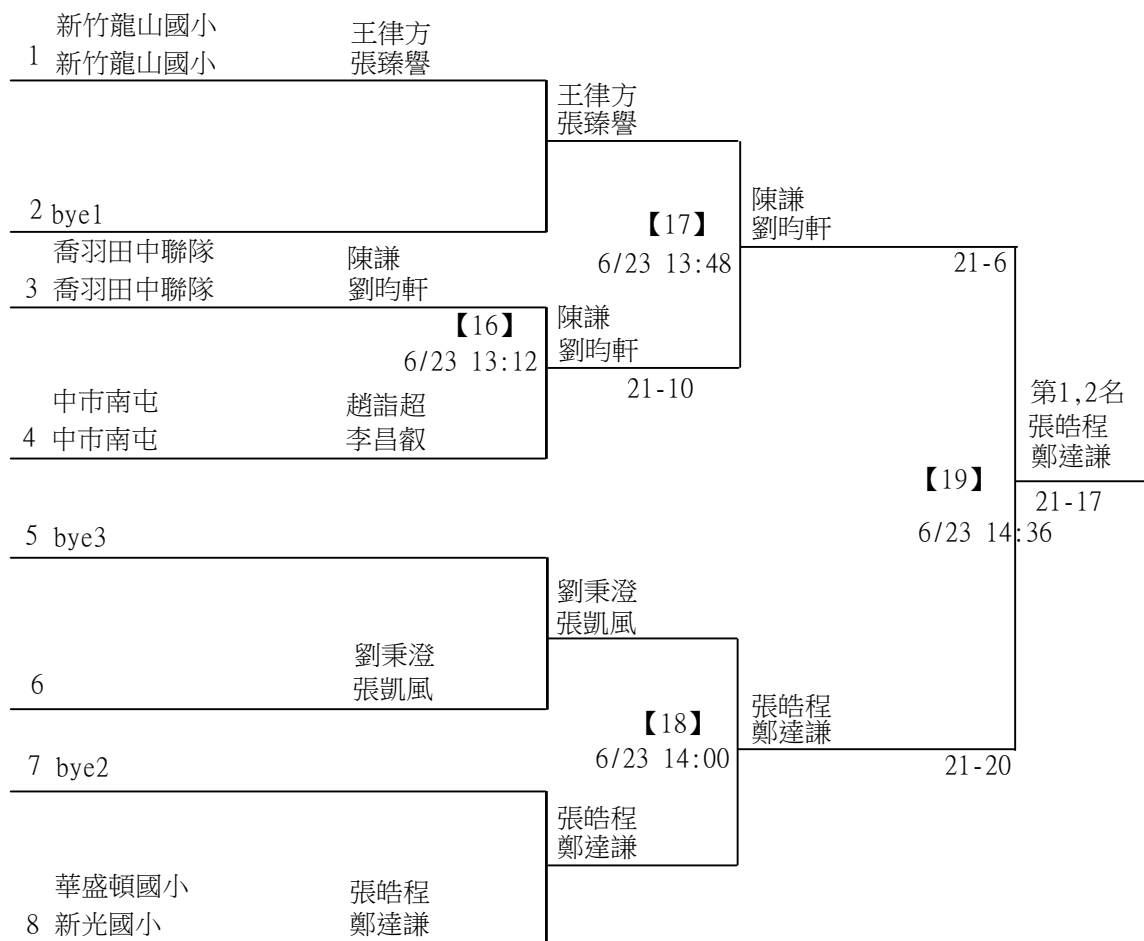 新竹龍山國小 王律方
1 新竹龍山國小 張臻譽
王律方
張臻譽
2 bye1
【17】
6/23 13:48
陳謙
劉昀軒
21-6
喬羽田中聯隊 陳謙
3 喬羽田中聯隊 劉昀軒
【16】
6/23 13:12
陳謙
劉昀軒
21-10
中市南屯 趙詣超
4 中市南屯 李昌叡
第1,2名
張皓程
鄭達謙
【19】
21-17
6/23 14:36
5 bye3
劉秉澄
張凱風
劉秉澄
6 張凱風
【18】
6/23 14:00
張皓程
鄭達謙
21-20
7 bye2
張皓程
鄭達謙
華盛頓國小 張皓程
8 新光國小 鄭達謙